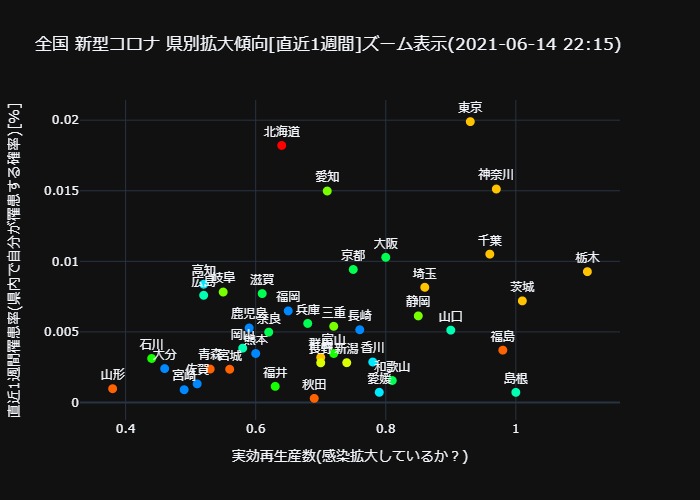 全国 新型コロナ 県別拡大傾向[直近1週間]ズーム表示(2021-06-14 22:15)
直近1週間罹患率(県内で自分が罹患する確率)[%]
0.02
0.015
0.01
0.005
0
東京
北海道
愛知
神奈川
千葉
大阪
京都
栃木
高知
広島
岐阜
滋賀
埼玉
茨城
福岡
静岡
鹿児島
奈良
兵庫
三重
長崎
山口
岡山
熊本
富山
新潟
香川
福島
石川
大分
青森
宮城
和歌山
山形
宮崎
佐賀
福井
秋田
愛媛
島根
0.4
0.6
0.8
1
実効再生産数(感染拡大しているか？)